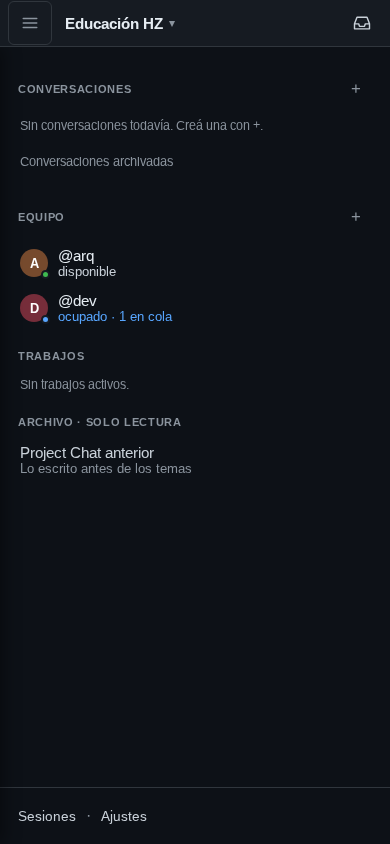 Educación HZ ▾
CONVERSACIONES +
Sin conversaciones todavía. Creá una con +.
Conversaciones archivadas
EQUIPO +
A @arq
disponible
D @dev
ocupado · 1 en cola
TRABAJOS
Sin trabajos activos.
ARCHIVO · SOLO LECTURA
Project Chat anterior
Lo escrito antes de los temas
Sesiones · Ajustes